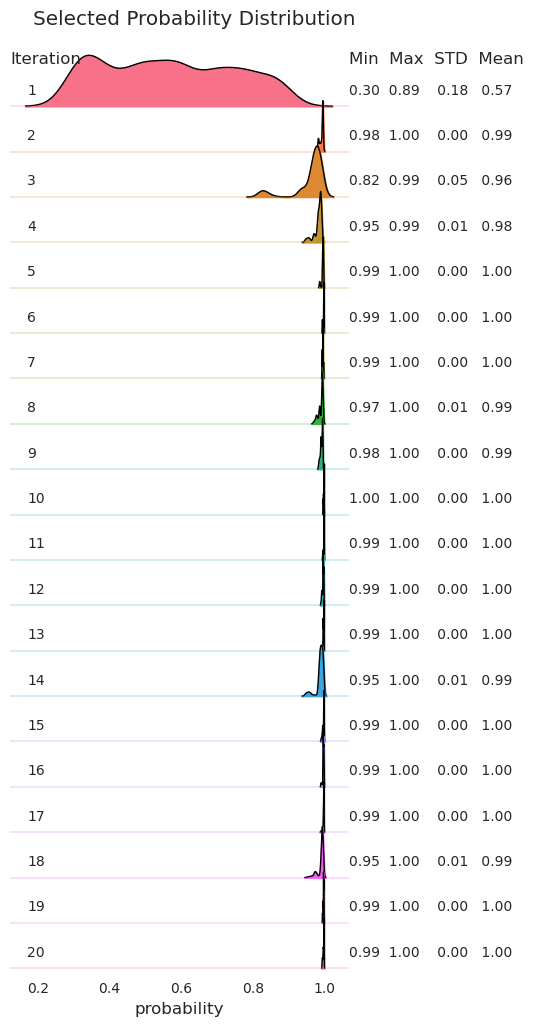 Selected Probability Distribution
Iteration Min Max STD Mean
1 0.30 0.89 0.18 0.57
2 0.98 1.00 0.00 0.99
3 0.82 0.99 0.05 0.96
4 0.95 0.99 0.01 0.98
5 0.99 1.00 0.00 1.00
6 0.99 1.00 0.00 1.00
7 0.99 1.00 0.00 1.00
8 0.97 1.00 0.01 0.99
9 0.98 1.00 0.00 0.99
10 1.00 1.00 0.00 1.00
11 0.99 1.00 0.00 1.00
12 0.99 1.00 0.00 1.00
13 0.99 1.00 0.00 1.00
14 0.95 1.00 0.01 0.99
15 0.99 1.00 0.00 1.00
16 0.99 1.00 0.00 1.00
17 0.99 1.00 0.00 1.00
18 0.95 1.00 0.01 0.99
19 0.99 1.00 0.00 1.00
20 0.99 1.00 0.00 1.00
0.2 0.4 0.6 0.8 1.0
probability